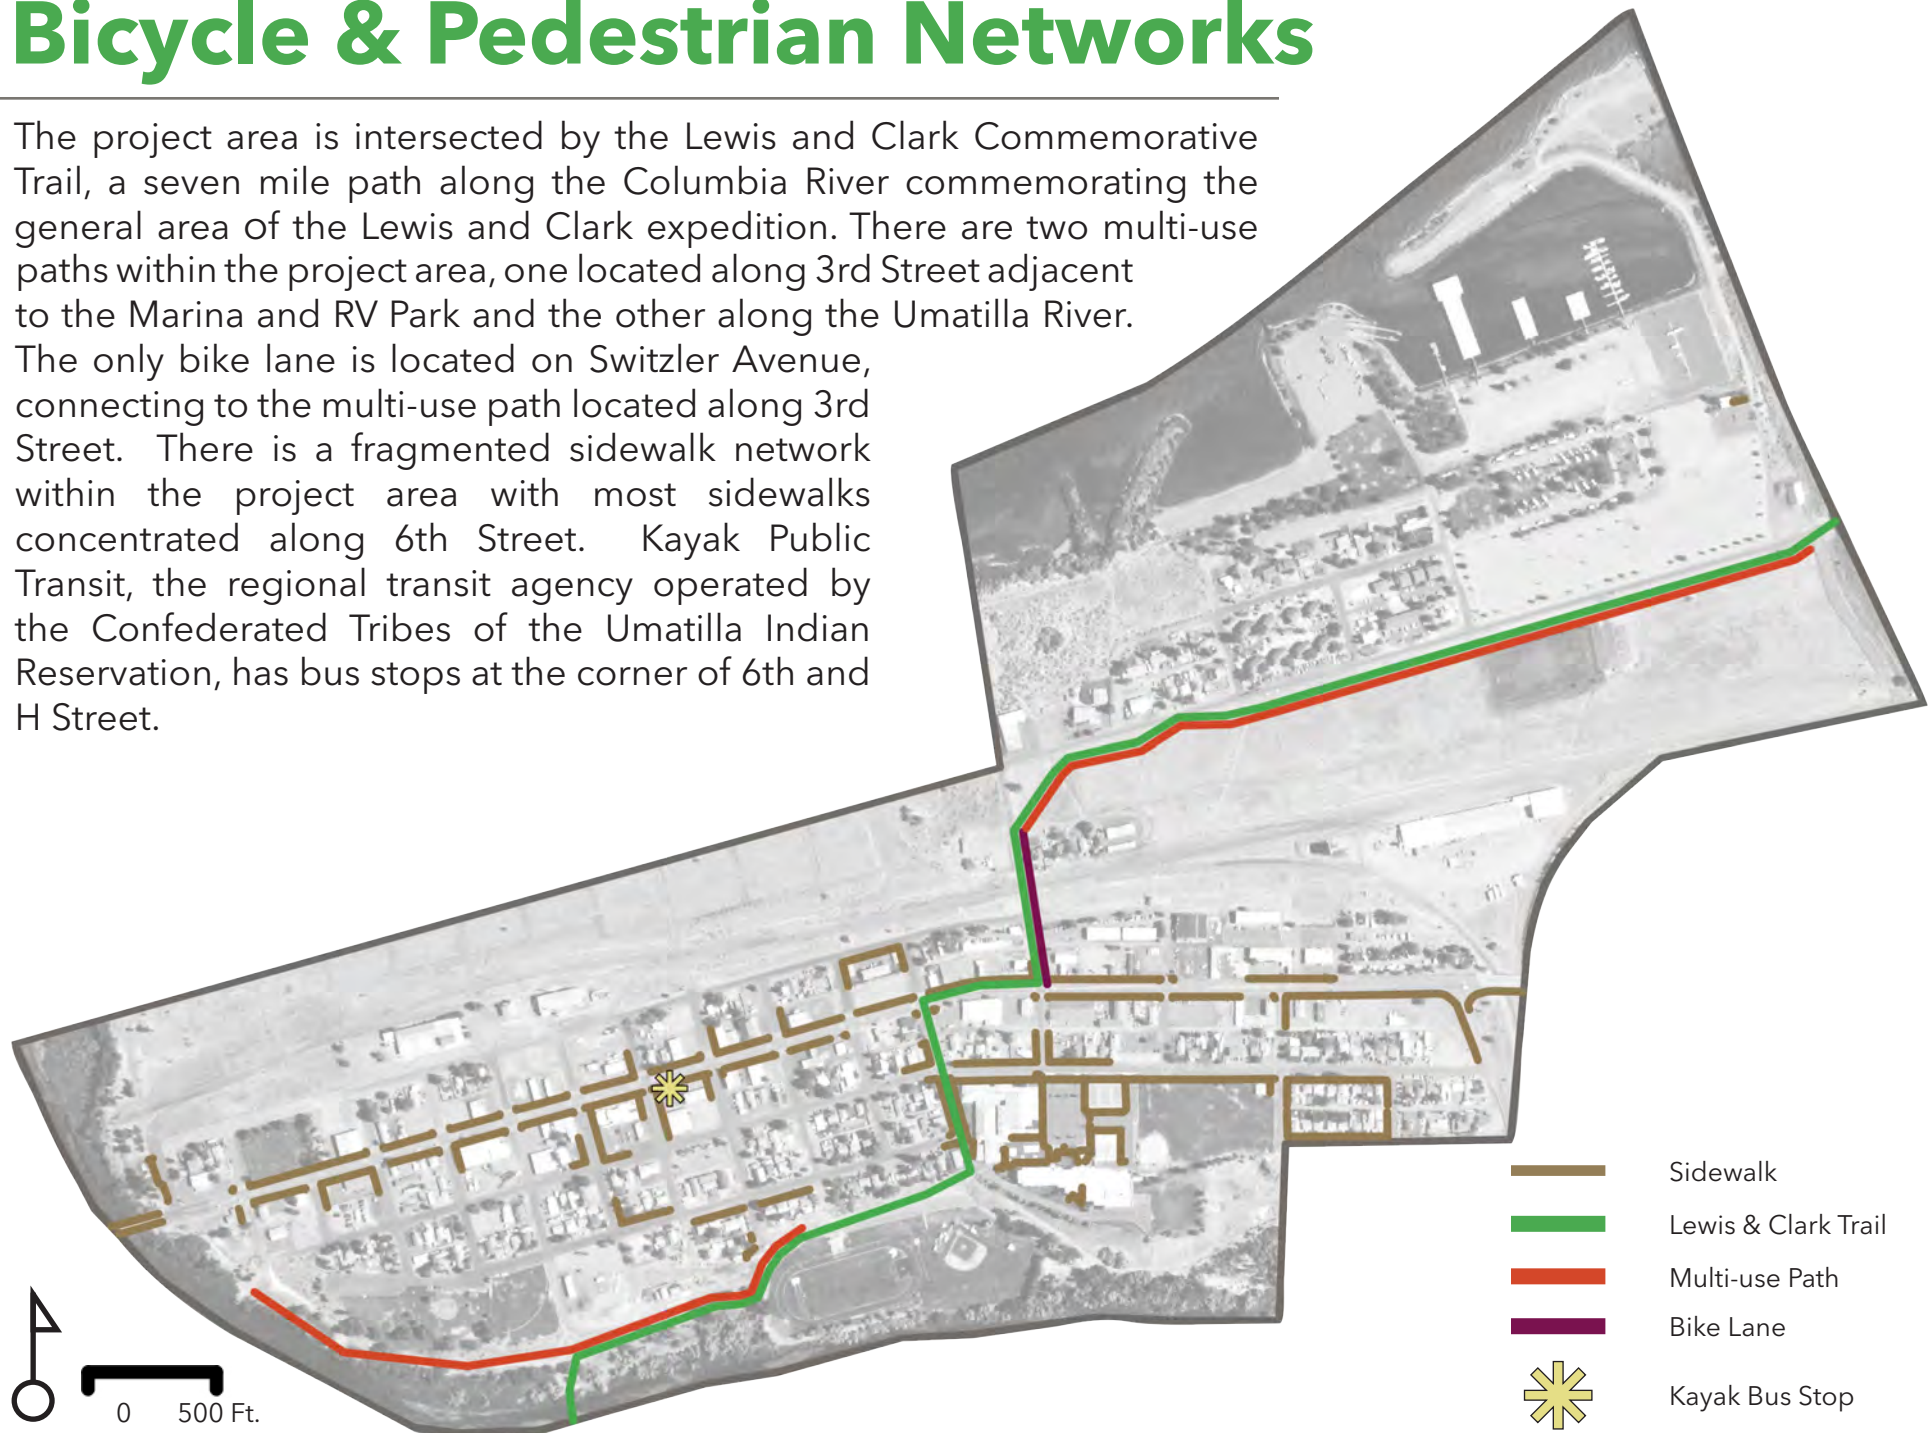 Bicycle & Pedestrian Networks
The project area is intersected by the Lewis and Clark Commemorative
Trail, a seven mile path along the Columbia River commemorating the
general area of the Lewis and Clark expedition. There are two multi-use
paths within the project area, one located along 3rd Street adjacent
to the Marina and RV Park and the other along the Umatilla River.
The only bike lane is located on Switzler Avenue,
connecting to the multi-use path located along 3rd
Street. There is a fragmented sidewalk network
within the project area with most sidewalks
concentrated along 6th Street. Kayak Public
Transit, the regional transit agency operated by
the Confederated Tribes of the Umatilla Indian
Reservation, has bus stops at the corner of 6th and
H Street.
Sidewalk
Lewis & Clark Trail
Multi-use Path
Bike Lane
Kayak Bus Stop
0 500 Ft.